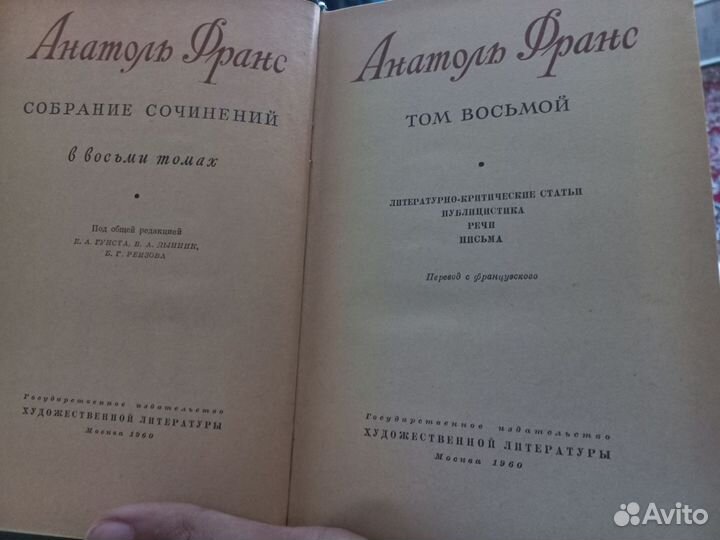 Анатоль Франс
СОБРАНИЕ СОЧИНЕНИЙ
в восьми томах
Под общей редакцией
Е. А. ГУНСТА, В. А. ДЫННИК,
Б. Г. РЕИЗОВА
Государственное издательство
ХУДОЖЕСТВЕННОЙ ЛИТЕРАТУРЫ
Москва 1960
Анатоль Франс
ТОМ ВОСЬМОЙ
ЛИТЕРАТУРНО-КРИТИЧЕСКИЕ СТАТЬИ
ПУБЛИЦИСТИКА
РЕЧИ
ПИСЬМА
Перевод с французского
Государственное издательство
ХУДОЖЕСТВЕННОЙ ЛИТЕРАТУРЫ
Москва 1960
Avito